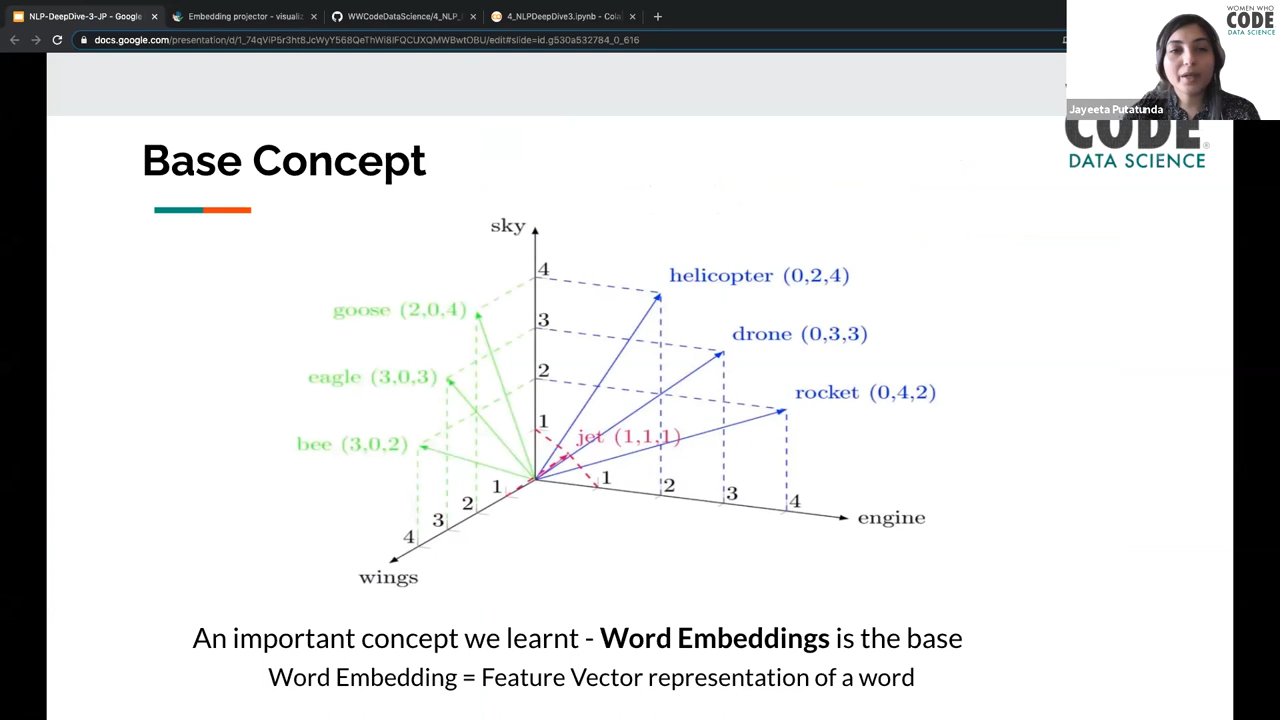 NLP-DeepDive-3-JP - Google
Embedding projector - visualiz
WWCodeDataScience/4_NLP_
4_NLPDeepDive3.ipynb - Cola
docs.google.com/presentation/d/1_74qViP5r3ht8JcWyY568QeThWi8IFQCUXQMWBwtOBU/edit#slide=id.g530a532784_0_616
WOMEN WHO
CODE
DATA SCIENCE
Jayeeta Putatunda
CODE
DATA SCIENCE
Base Concept
sky
4
helicopter (0,2,4)
goose (2,0,4)
3
drone (0,3,3)
eagle (3,0,3)
2
rocket (0,4,2)
1
jet (1,1,1)
bee (3,0,2)
1
2
3
4
engine
1
2
3
4
wings
An important concept we learnt - Word Embeddings is the base
Word Embedding = Feature Vector representation of a word